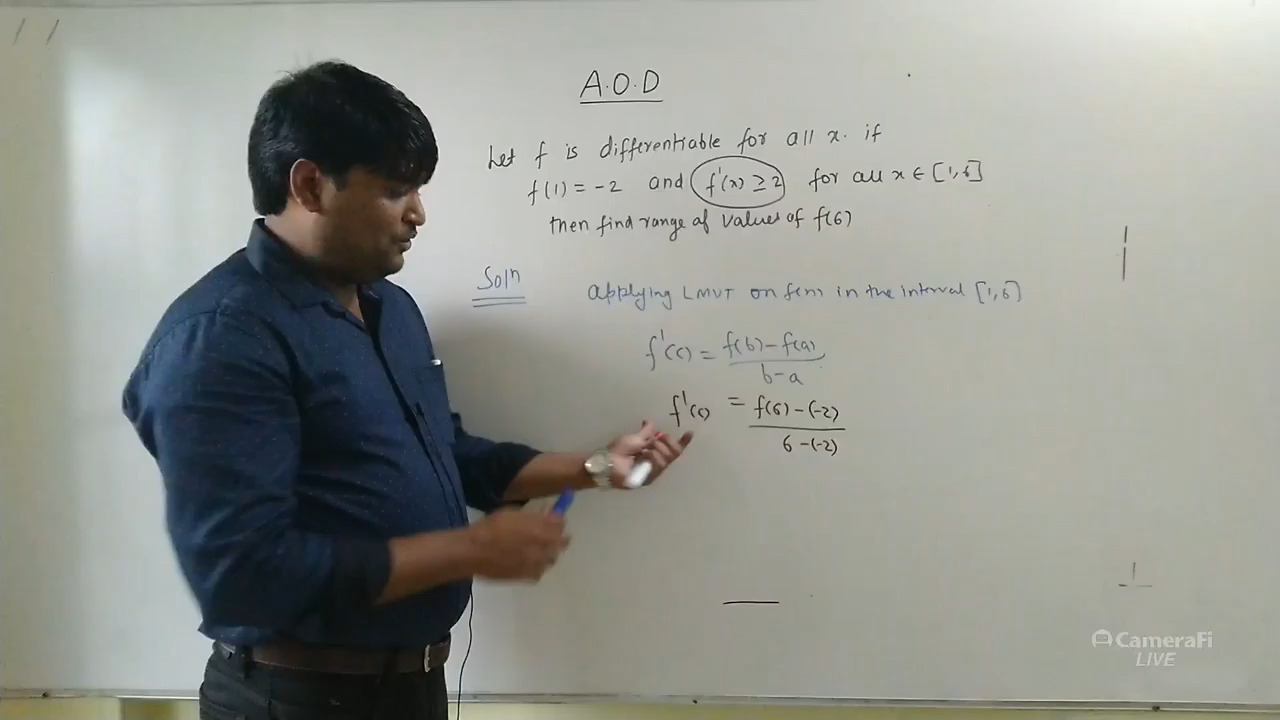 A.O.D
Let f is differentiable for all x. if
f(1) = -2 and f'(x) ≥ 2 for all x ∈ [1,6]
then find range of values of f(6)
Solⁿ
applying LMVT on f(x) in the interval [1,6]
f'(c) = f(b) - f(a)
b-a
f'(c) = f(6) - (-2)
6 - (-2)
CameraFi
LIVE